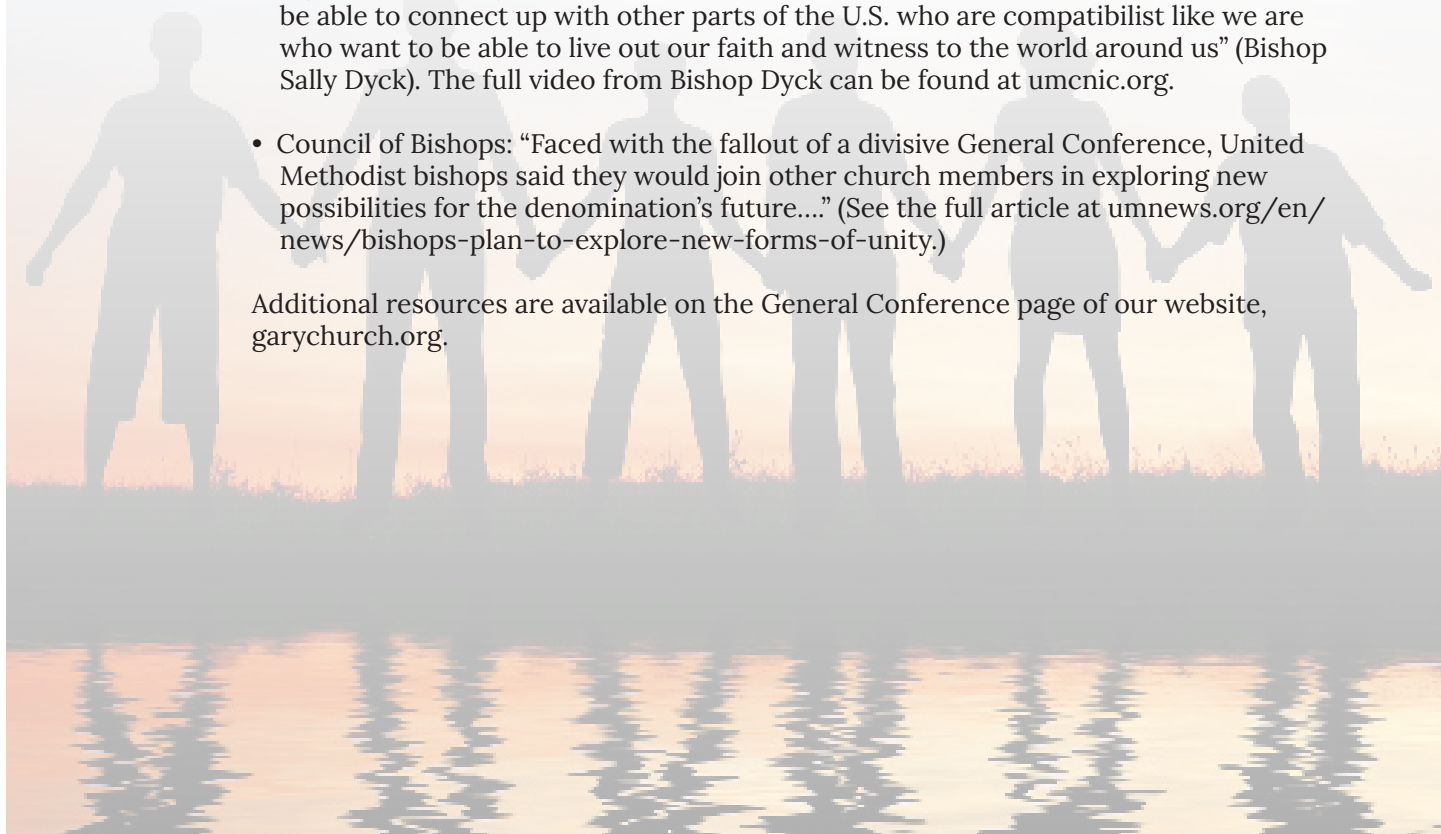 be able to connect up with other parts of the U.S. who are compatibilist like we are
who want to be able to live out our faith and witness to the world around us” (Bishop
Sally Dyck). The full video from Bishop Dyck can be found at umcnic.org.
• Council of Bishops: “Faced with the fallout of a divisive General Conference, United
Methodist bishops said they would join other church members in exploring new
possibilities for the denomination’s future….” (See the full article at umnews.org/en/
news/bishops-plan-to-explore-new-forms-of-unity.)
Additional resources are available on the General Conference page of our website,
garychurch.org.